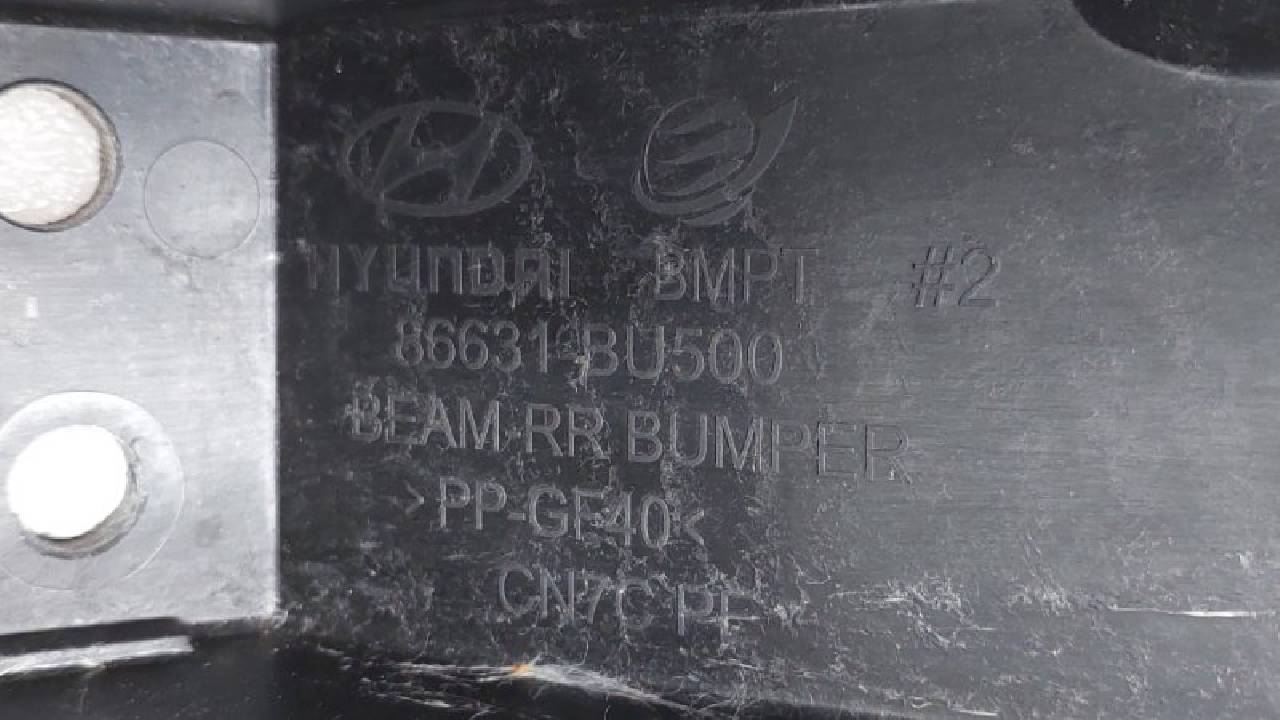 HYUNDAI BMPT #2
86631-BU500
BEAM-RR BUMPER
>PP-GF40<
CN7C PE